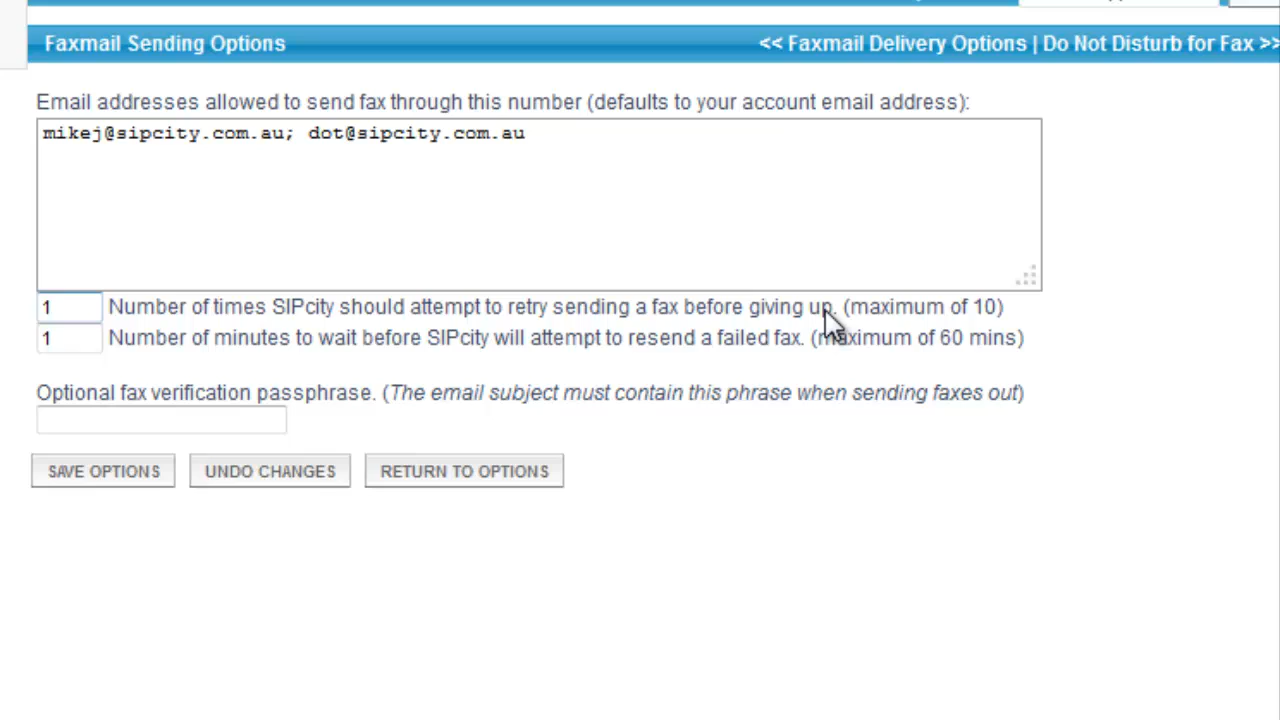 Faxmail Sending Options
<< Faxmail Delivery Options | Do Not Disturb for Fax >>
Email addresses allowed to send fax through this number (defaults to your account email address):
mikej@sipcity.com.au; dot@sipcity.com.au
1 Number of times SIPcity should attempt to retry sending a fax before giving up. (maximum of 10)
1 Number of minutes to wait before SIPcity will attempt to resend a failed fax. (maximum of 60 mins)
Optional fax verification passphrase. (The email subject must contain this phrase when sending faxes out)
SAVE OPTIONS
UNDO CHANGES
RETURN TO OPTIONS